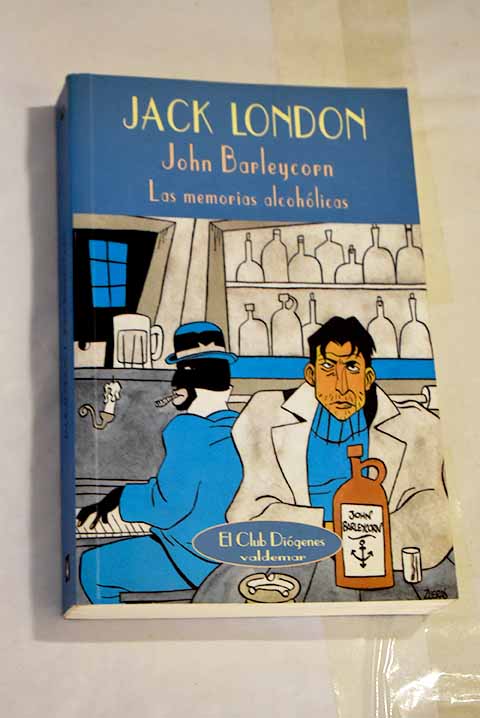 JACK LONDON
John Barleycorn
Las memorias alcohólicas
JOHN
BARLEYCORN
El Club Diógenes
valdemar